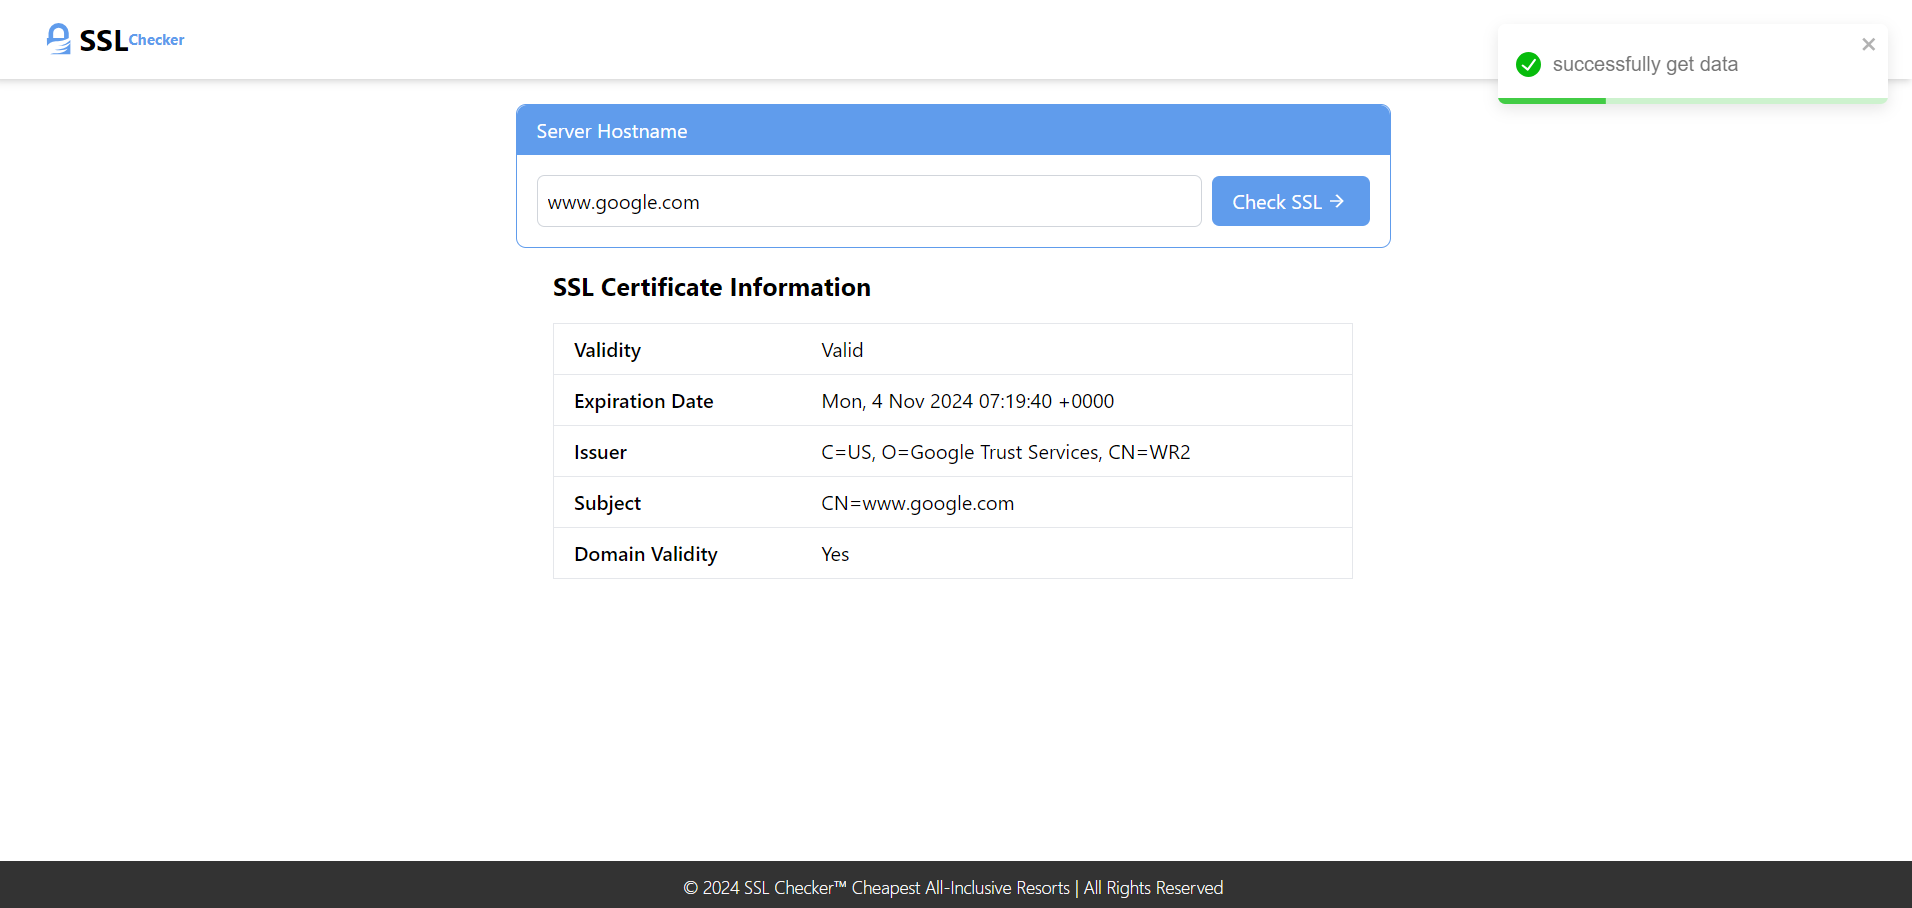 SSL Checker
successfully get data
Server Hostname
www.google.com
Check SSL →
SSL Certificate Information
Validity Valid
Expiration Date Mon, 4 Nov 2024 07:19:40 +0000
Issuer C=US, O=Google Trust Services, CN=WR2
Subject CN=www.google.com
Domain Validity Yes
© 2024 SSL Checker™ Cheapest All-Inclusive Resorts | All Rights Reserved